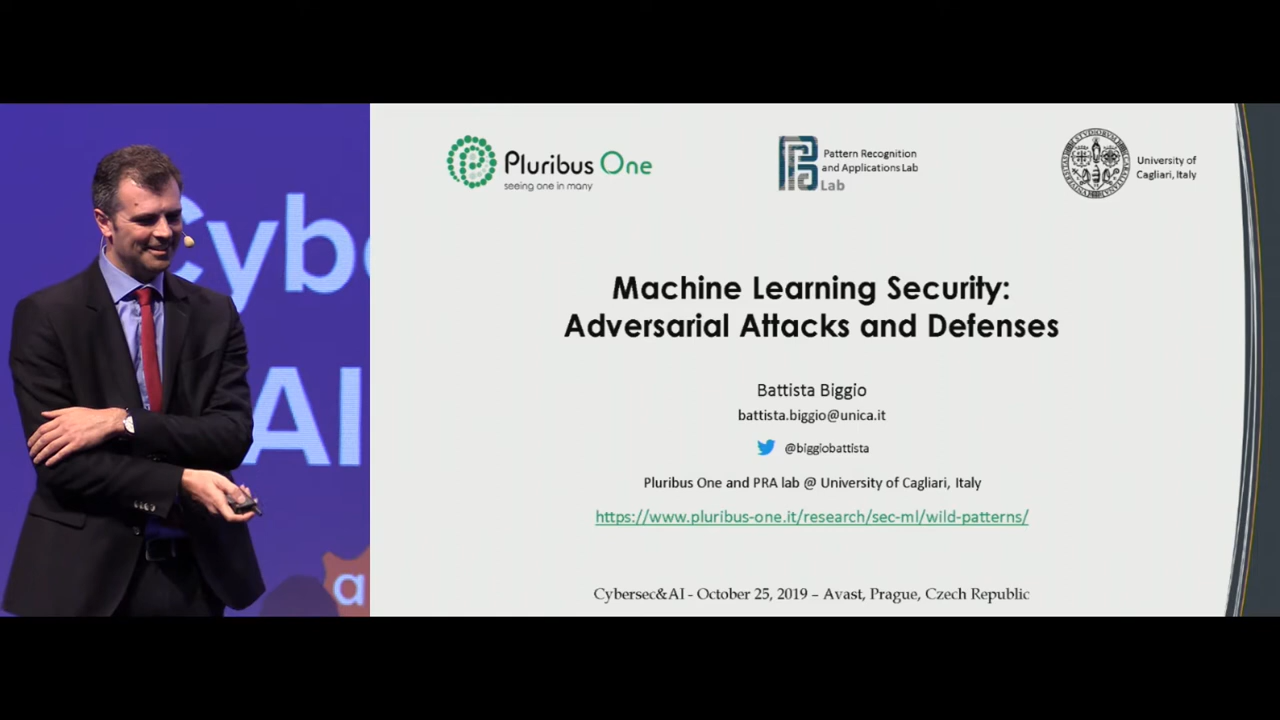 Cybe
AI
a
Pluribus One
seeing one in many
Pattern Recognition
and Applications Lab
Lab
University of
Cagliari, Italy
Machine Learning Security:
Adversarial Attacks and Defenses
Battista Biggio
battista.biggio@unica.it
@biggiobattista
Pluribus One and PRA lab @ University of Cagliari, Italy
https://www.pluribus-one.it/research/sec-ml/wild-patterns/
Cybersec&AI - October 25, 2019 – Avast, Prague, Czech Republic